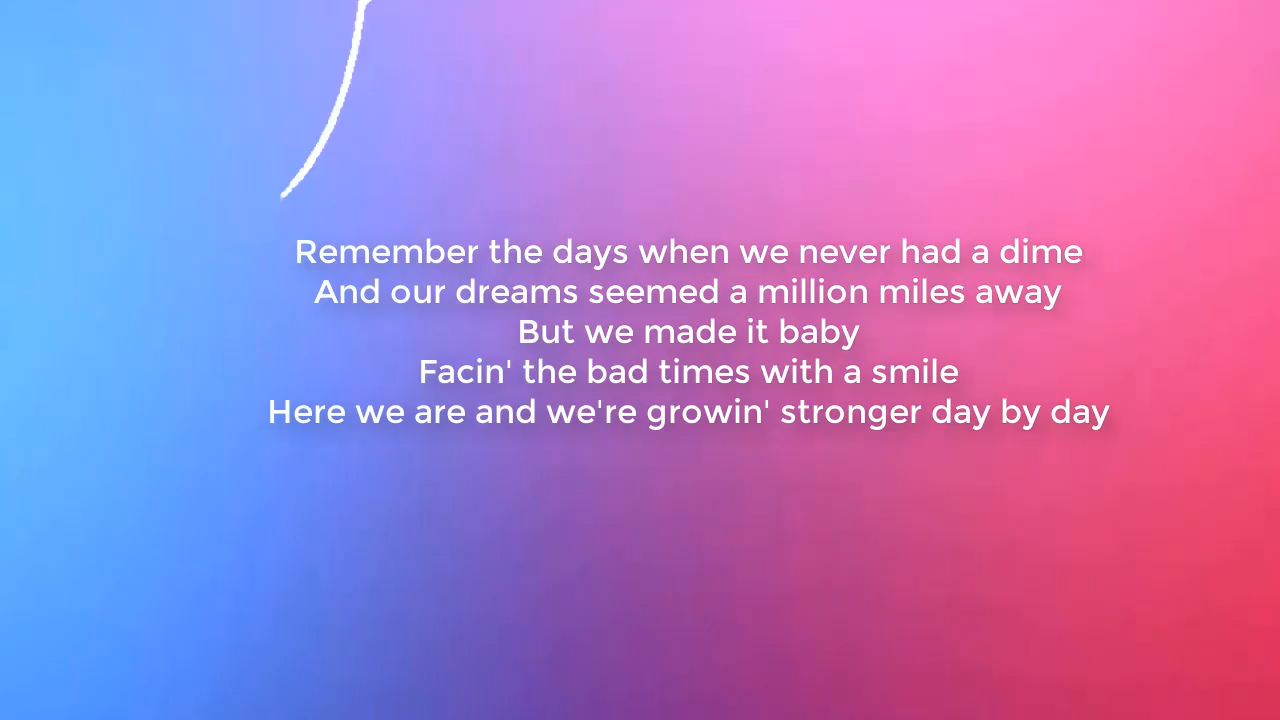 Remember the days when we never had a dime
And our dreams seemed a million miles away
But we made it baby
Facin' the bad times with a smile
Here we are and we're growin' stronger day by day